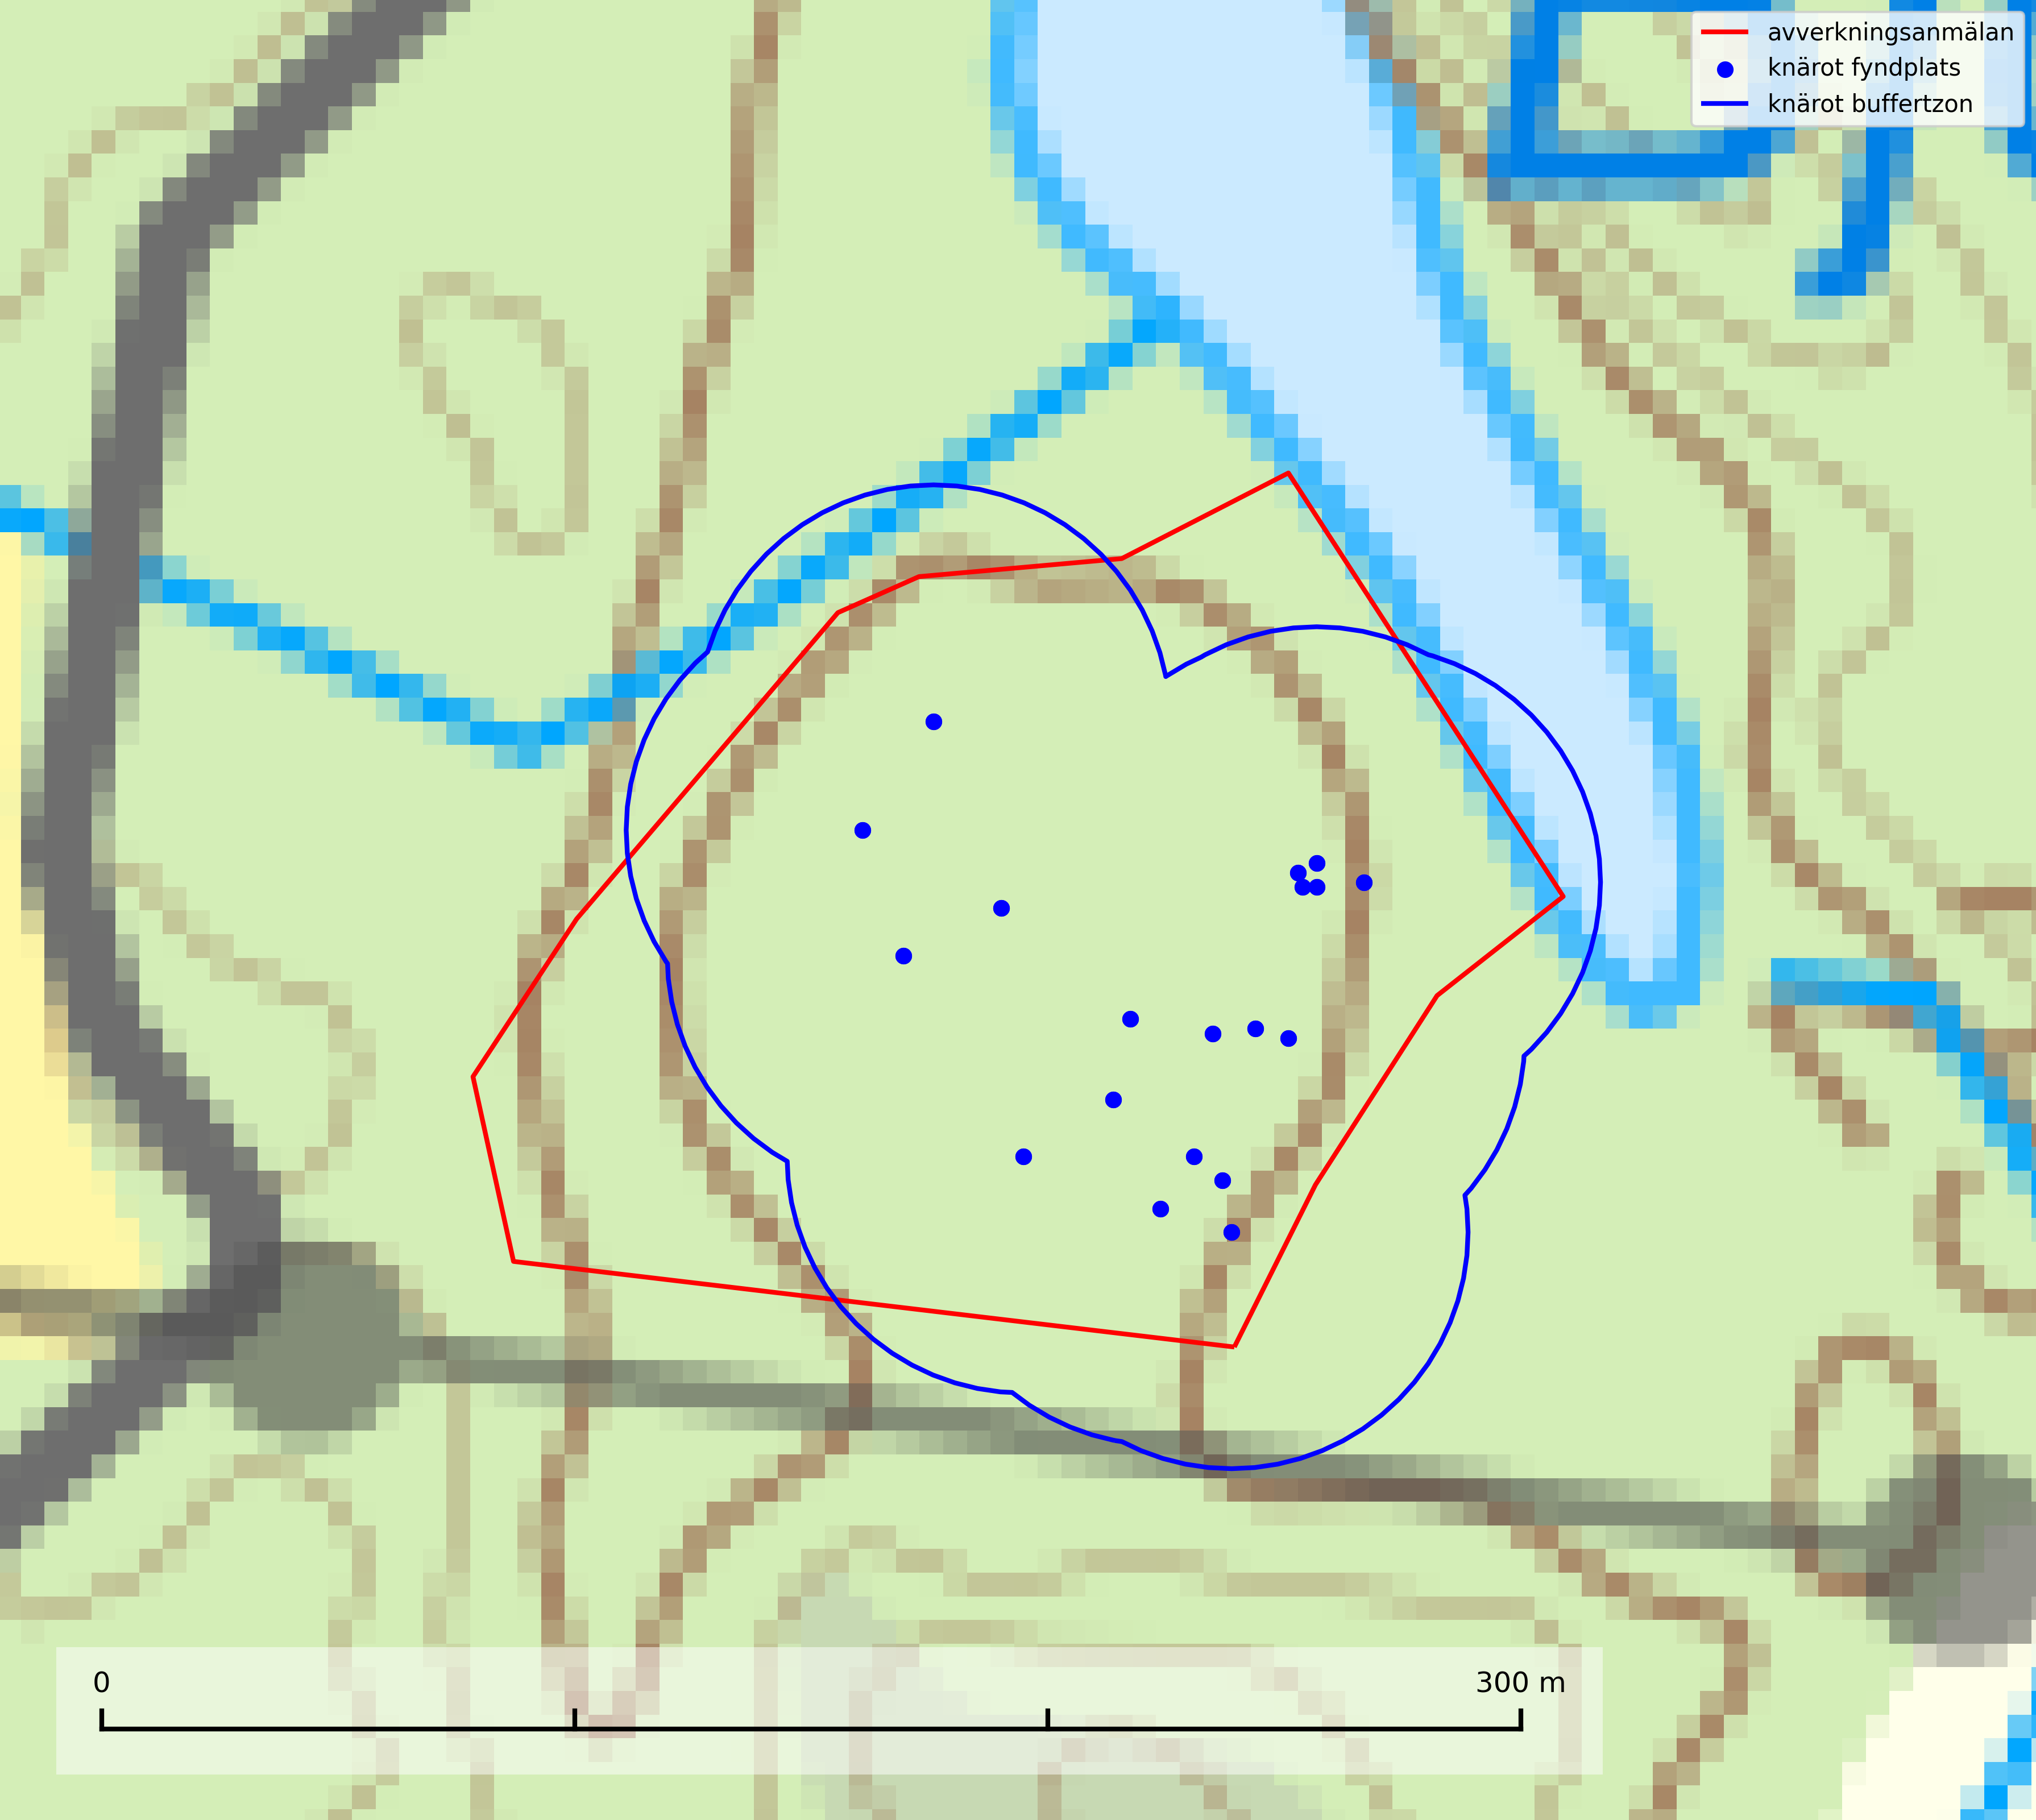 avverkningsanmälan
knärot fyndplats
knärot buffertzon
0 300 m